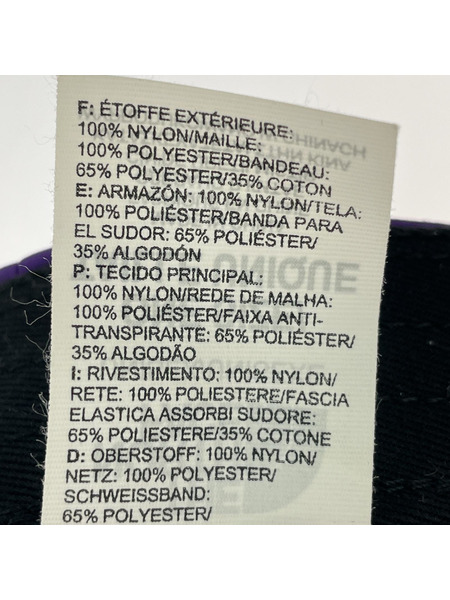 F: ÉTOFFE EXTÉRIEURE:
100% NYLON/MAILLE:
100% POLYESTER/BANDEAU:
65% POLYESTER/35% COTON
E: ARMAZÓN: 100% NYLON/TELA:
100% POLIÉSTER/BANDA PARA
EL SUDOR: 65% POLIÉSTER/
35% ALGODÓN
P: TECIDO PRINCIPAL:
100% NYLON/REDE DE MALHA:
100% POLIÉSTER/FAIXA ANTI-
TRANSPIRANTE: 65% POLIÉSTER/
35% ALGODÃO
I: RIVESTIMENTO: 100% NYLON/
RETE: 100% POLIESTERE/FASCIA
ELASTICA ASSORBI SUDORE:
65% POLIESTERE/35% COTONE
D: OBERSTOFF: 100% NYLON/
NETZ: 100% POLYESTER/
SCHWEISSBAND:
65% POLYESTER/